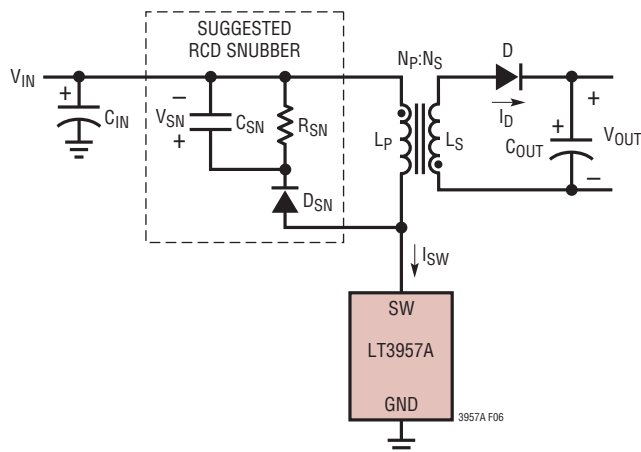 SUGGESTED
RCD SNUBBER
V_IN
+
C_IN
–
V_SN
+
C_SN
R_SN
D_SN
N_P:N_S
L_P
L_S
D
I_D
+
C_OUT
+
V_OUT
–
I_SW
SW
LT3957A
GND
3957A F06